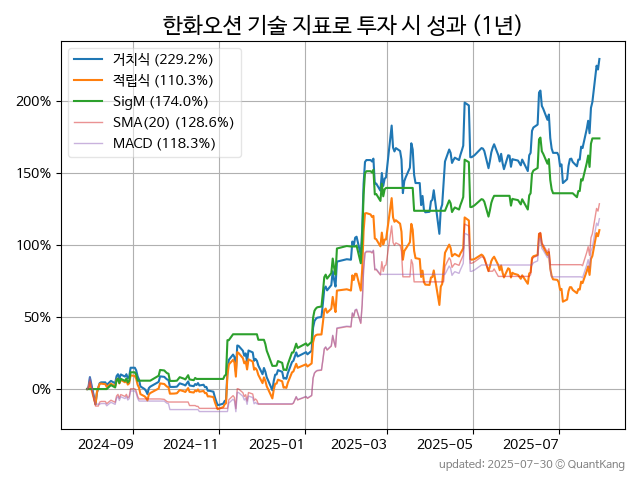 한화오션 기술 지표로 투자 시 성과 (1년)
거치식 (229.2%)
적립식 (110.3%)
SigM (174.0%)
SMA(20) (128.6%)
MACD (118.3%)
200%
150%
100%
50%
0%
2024-09 2024-11 2025-01 2025-03 2025-05 2025-07
updated: 2025-07-30 © QuantKang